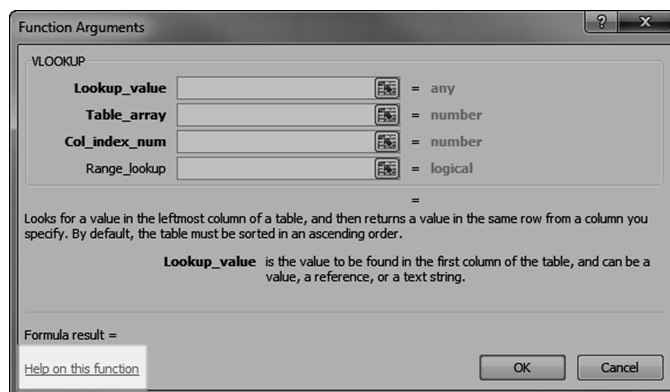 Function Arguments
VLOOKUP
Lookup_value = any
Table_array = number
Col_index_num = number
Range_lookup = logical
=
Looks for a value in the leftmost column of a table, and then returns a value in the same row from a column you
specify. By default, the table must be sorted in an ascending order.
Lookup_value is the value to be found in the first column of the table, and can be a
value, a reference, or a text string.
Formula result =
Help on this function
OK
Cancel